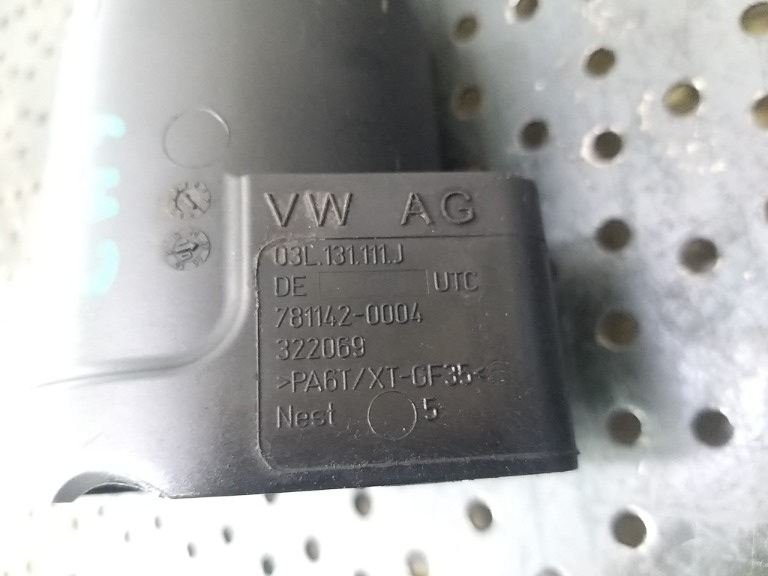 VW AG
03L.131.111.J
DE UTC
781142-0004
322069
>PA6T/XT-GF35<
Nest 5